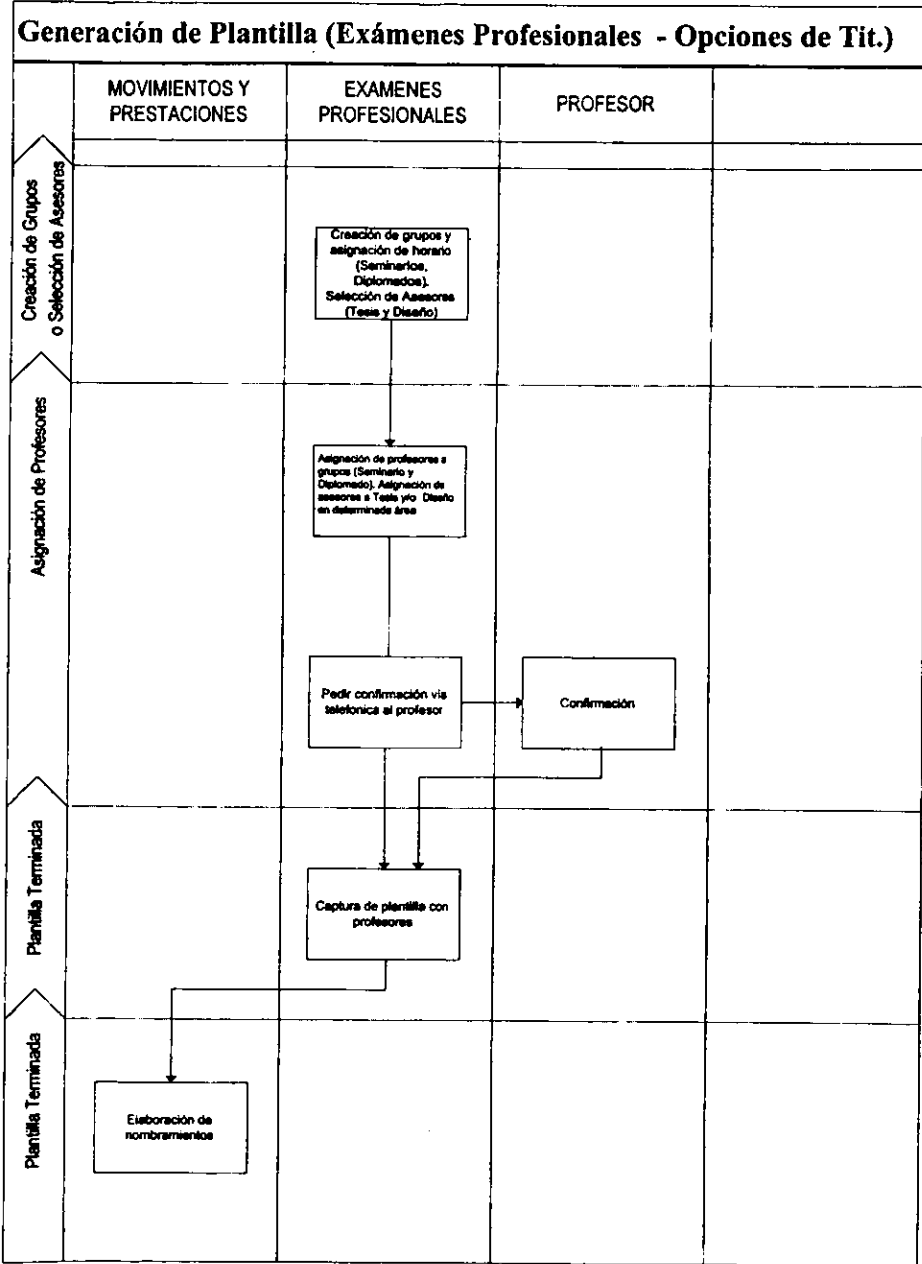 Generación de Plantilla (Exámenes Profesionales - Opciones de Tit.)
MOVIMIENTOS Y
PRESTACIONES
EXAMENES
PROFESIONALES
PROFESOR
Creación de Grupos
o Selección de Asesores
Creación de grupos y
asignación de horario
(Seminarios,
Diplomados).
Selección de Asesores
(Tesis y Diseño)
Asignación de Profesores
Asignación de profesores a
grupos (Seminario y
Diplomado). Asignación de
asesores a Tesis y/o Diseño
en determinada área
Pedir confirmación via
telefonica al profesor
Confirmación
Plantilla Terminada
Captura de plantilla con
profesores
Plantilla Terminada
Elaboración de
nombramientos